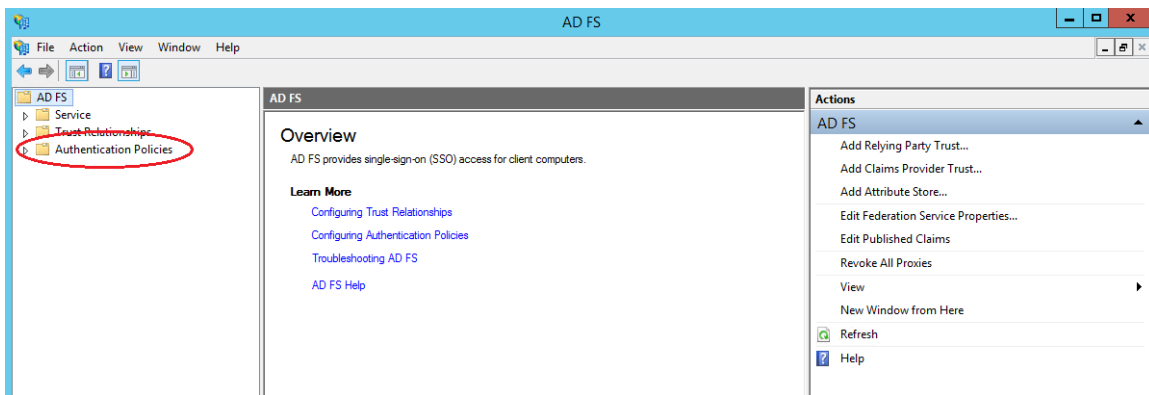 AD FS
File Action View Window Help
AD FS
Service
Trust Relationships
Authentication Policies
AD FS
Overview
AD FS provides single-sign-on (SSO) access for client computers.
Learn More
Configuring Trust Relationships
Configuring Authentication Policies
Troubleshooting AD FS
AD FS Help
Actions
AD FS
Add Relying Party Trust...
Add Claims Provider Trust...
Add Attribute Store...
Edit Federation Service Properties...
Edit Published Claims
Revoke All Proxies
View
New Window from Here
Refresh
Help